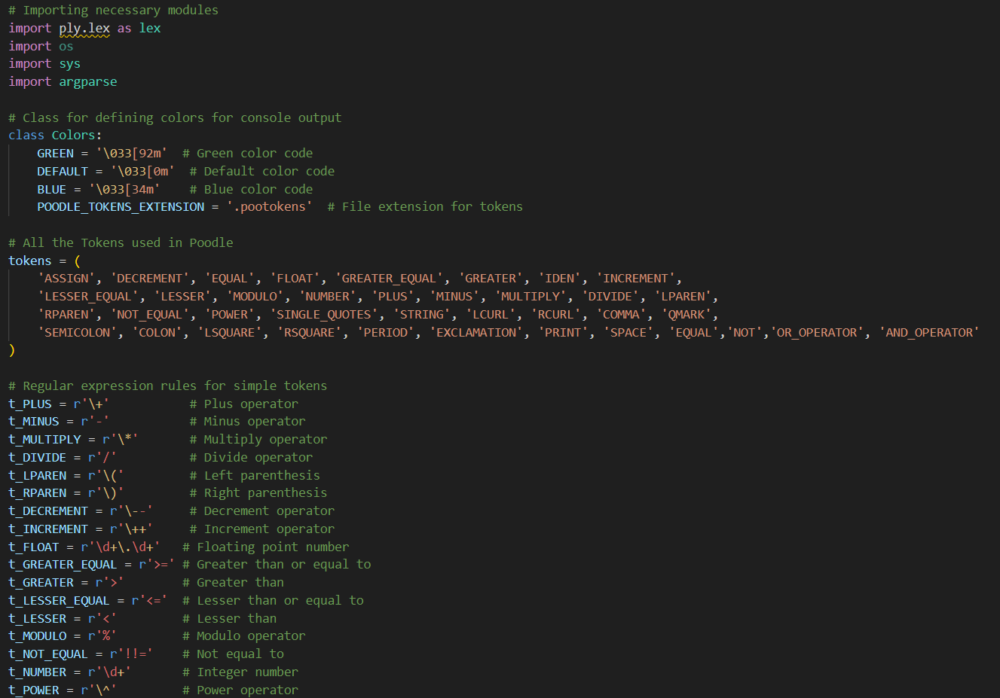 # Importing necessary modules
import ply.lex as lex
import os
import sys
import argparse
# Class for defining colors for console output
class Colors:
    GREEN = '\033[92m'  # Green color code
    DEFAULT = '\033[0m'  # Default color code
    BLUE = '\033[34m'    # Blue color code
    POODLE_TOKENS_EXTENSION = '.pootokens'  # File extension for tokens
# All the Tokens used in Poodle
tokens = (
    'ASSIGN', 'DECREMENT', 'EQUAL', 'FLOAT', 'GREATER_EQUAL', 'GREATER', 'IDEN', 'INCREMENT',
    'LESSER_EQUAL', 'LESSER', 'MODULO', 'NUMBER', 'PLUS', 'MINUS', 'MULTIPLY', 'DIVIDE', 'LPAREN',
    'RPAREN', 'NOT_EQUAL', 'POWER', 'SINGLE_QUOTES', 'STRING', 'LCURL', 'RCURL', 'COMMA', 'QMARK',
    'SEMICOLON', 'COLON', 'LSQUARE', 'RSQUARE', 'PERIOD', 'EXCLAMATION', 'PRINT', 'SPACE', 'EQUAL','NOT','OR_OPERATOR', 'AND_OPERATOR'
)
# Regular expression rules for simple tokens
t_PLUS = r'\+'           # Plus operator
t_MINUS = r'-'           # Minus operator
t_MULTIPLY = r'\*'       # Multiply operator
t_DIVIDE = r'/'          # Divide operator
t_LPAREN = r'\('         # Left parenthesis
t_RPAREN = r'\)'         # Right parenthesis
t_DECREMENT = r'\--'     # Decrement operator
t_INCREMENT = r'\++'     # Increment operator
t_FLOAT = r'\d+\.\d+'   # Floating point number
t_GREATER_EQUAL = r'>=' # Greater than or equal to
t_GREATER = r'>'        # Greater than
t_LESSER_EQUAL = r'<='  # Lesser than or equal to
t_LESSER = r'<'         # Lesser than
t_MODULO = r'%'         # Modulo operator
t_NOT_EQUAL = r'!!='    # Not equal to
t_NUMBER = r'\d+'       # Integer number
t_POWER = r'\^'         # Power operator